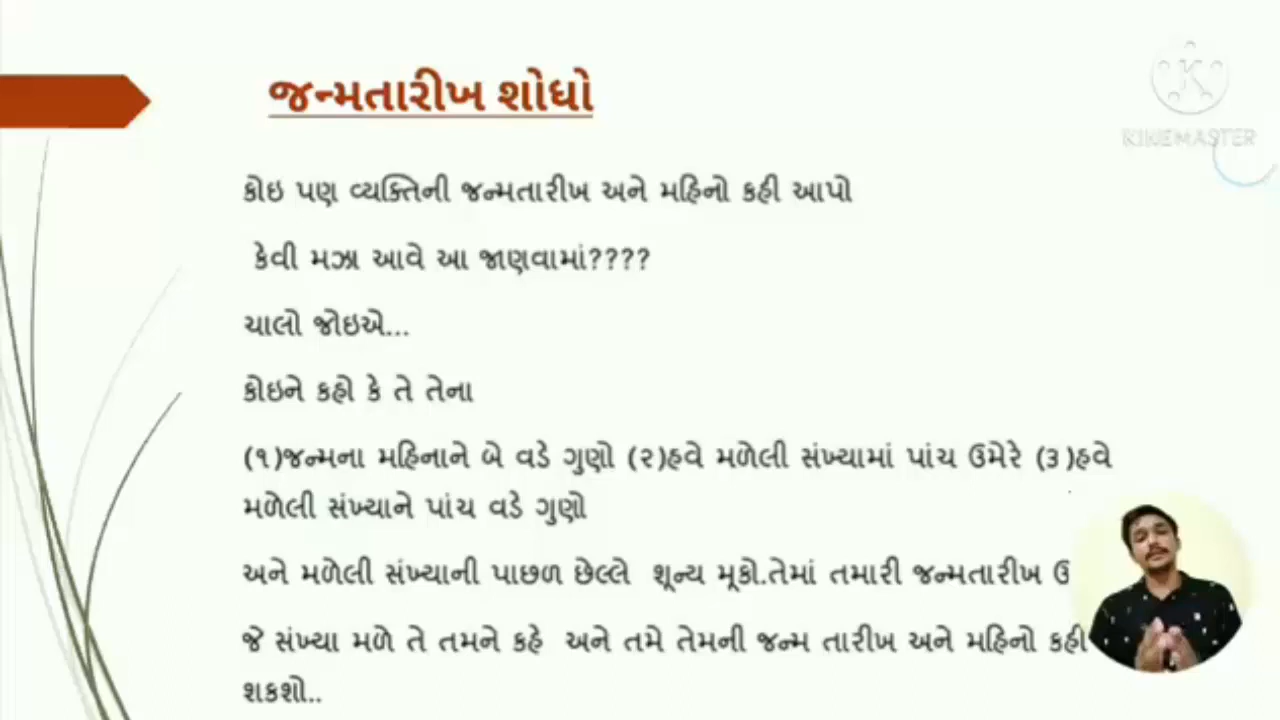 જન્મતારીખ શોધો
KINEMASTER
કોઇ પણ વ્યક્તિની જન્મતારીખ અને મહિનો કહી આપો
કેવી મઝા આવે આ જાણવામાં????
ચાલો જોઇએ...
કોઇને કહો કે તે તેના
(૧)જન્મના મહિનાને બે વડે ગુણો (૨)હવે મળેલી સંખ્યામાં પાંચ ઉમેરે (૩)હવે
મળેલી સંખ્યાને પાંચ વડે ગુણો
અને મળેલી સંખ્યાની પાછળ છેલ્લે શૂન્ય મૂકો.તેમાં તમારી જન્મતારીખ
જે સંખ્યા મળે તે તમને કહે અને તમે તેમની જન્મ તારીખ અને મહિનો કહી
શકશો..